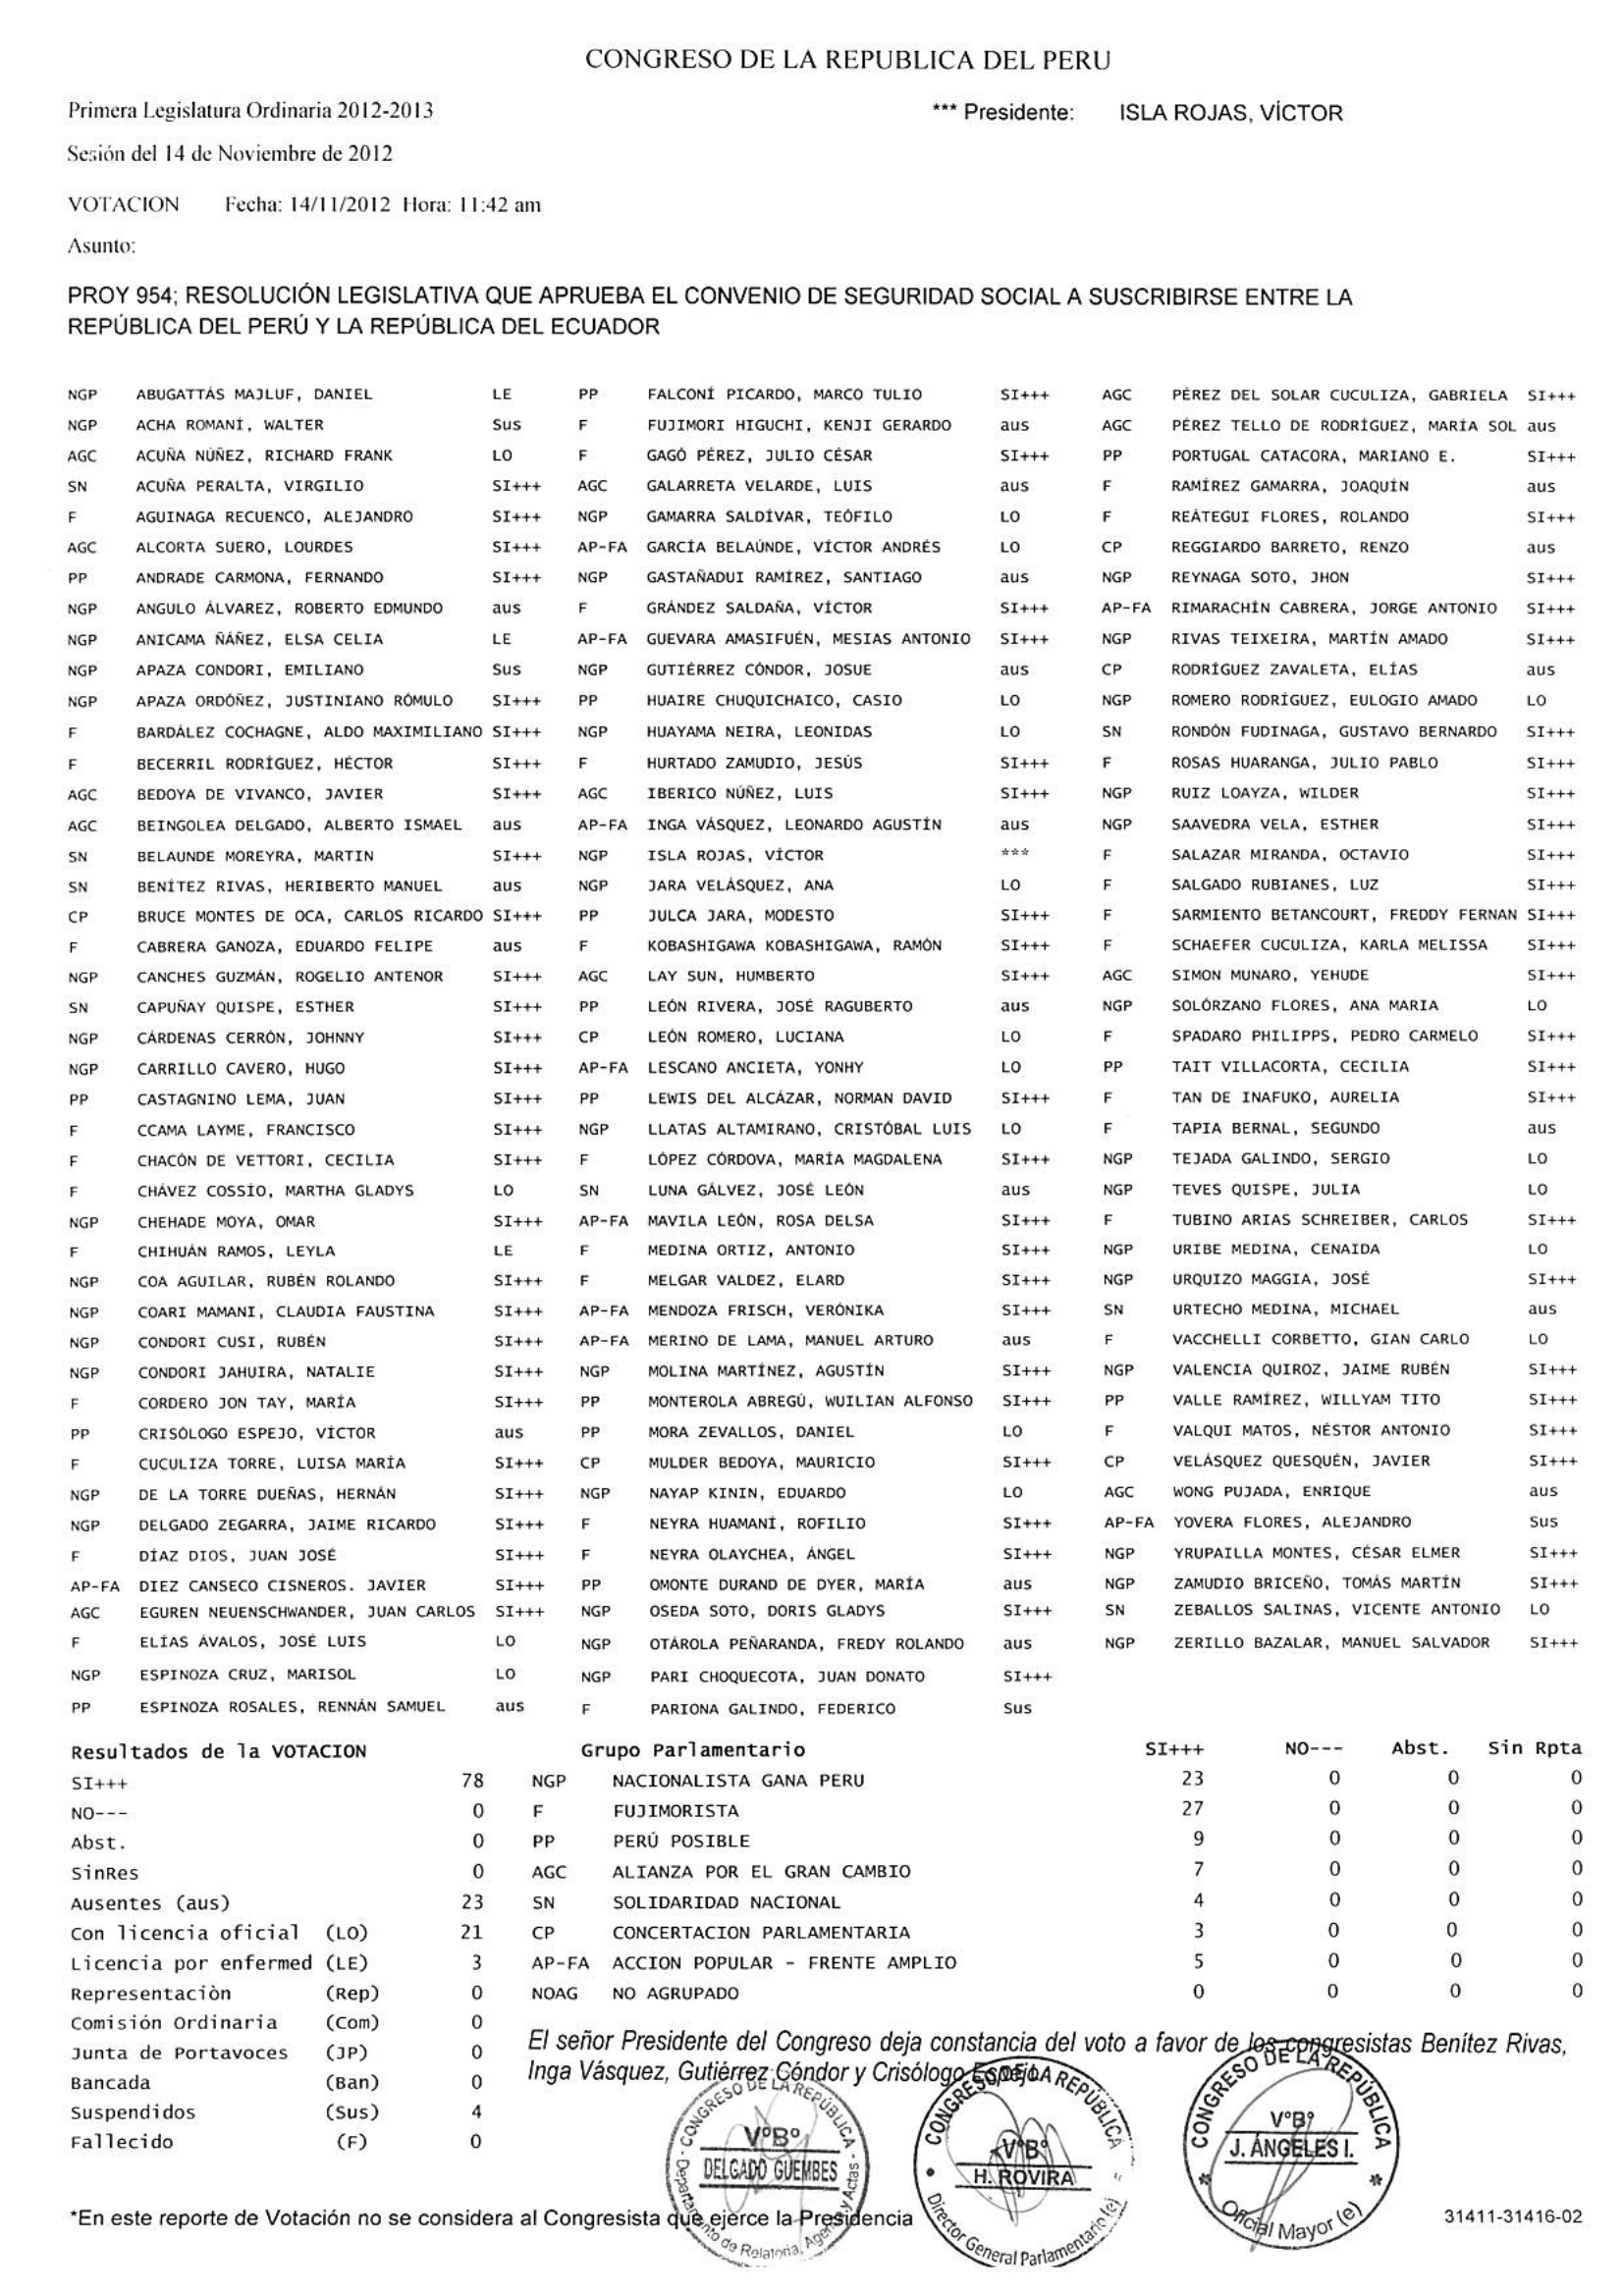 CONGRESO DE LA REPUBLICA DEL PERU
Primera Legislatura Ordinaria 2012-2013 *** Presidente: ISLA ROJAS, VÍCTOR
Sesión del 14 de Noviembre de 2012
VOTACION Fecha: 14/11/2012 Hora: 11:42 am
Asunto:
PROY 954; RESOLUCIÓN LEGISLATIVA QUE APRUEBA EL CONVENIO DE SEGURIDAD SOCIAL A SUSCRIBIRSE ENTRE LA
REPÚBLICA DEL PERÚ Y LA REPÚBLICA DEL ECUADOR
NGP ABUGATTÁS MAJLUF, DANIEL LE PP FALCONÍ PICARDO, MARCO TULIO SI+++ AGC PÉREZ DEL SOLAR CUCULIZA, GABRIELA SI+++
NGP ACHA ROMANÍ, WALTER Sus F FUJIMORI HIGUCHI, KENJI GERARDO aus AGC PÉREZ TELLO DE RODRÍGUEZ, MARÍA SOL aus
AGC ACUÑA NÚÑEZ, RICHARD FRANK LO F GAGÓ PÉREZ, JULIO CÉSAR SI+++ PP PORTUGAL CATACORA, MARIANO E. SI+++
SN ACUÑA PERALTA, VIRGILIO SI+++ AGC GALARRETA VELARDE, LUIS aus F RAMÍREZ GAMARRA, JOAQUÍN aus
F AGUINAGA RECUENCO, ALEJANDRO SI+++ NGP GAMARRA SALDÍVAR, TEÓFILO LO F REÁTEGUI FLORES, ROLANDO SI+++
AGC ALCORTA SUERO, LOURDES SI+++ AP-FA GARCÍA BELAÚNDE, VÍCTOR ANDRÉS LO CP REGGIARDO BARRETO, RENZO aus
PP ANDRADE CARMONA, FERNANDO SI+++ NGP GASTAÑADUI RAMÍREZ, SANTIAGO aus NGP REYNAGA SOTO, JHON SI+++
NGP ANGULO ÁLVAREZ, ROBERTO EDMUNDO aus F GRÁNDEZ SALDAÑA, VÍCTOR SI+++ AP-FA RIMARACHÍN CABRERA, JORGE ANTONIO SI+++
NGP ANICAMA ÑÁÑEZ, ELSA CELIA LE AP-FA GUEVARA AMASIFUÉN, MESIAS ANTONIO SI+++ NGP RIVAS TEIXEIRA, MARTÍN AMADO SI+++
NGP APAZA CONDORI, EMILIANO Sus NGP GUTIÉRREZ CÓNDOR, JOSUE aus CP RODRÍGUEZ ZAVALETA, ELÍAS aus
NGP APAZA ORDÓÑEZ, JUSTINIANO RÓMULO SI+++ PP HUAIRE CHUQUICHAICO, CASIO LO NGP ROMERO RODRÍGUEZ, EULOGIO AMADO LO
F BARDÁLEZ COCHAGNE, ALDO MAXIMILIANO SI+++ NGP HUAYAMA NEIRA, LEONIDAS LO SN RONDÓN FUDINAGA, GUSTAVO BERNARDO SI+++
F BECERRIL RODRÍGUEZ, HÉCTOR SI+++ F HURTADO ZAMUDIO, JESÚS SI+++ F ROSAS HUARANGA, JULIO PABLO SI+++
AGC BEDOYA DE VIVANCO, JAVIER SI+++ AGC IBERICO NÚÑEZ, LUIS SI+++ NGP RUIZ LOAYZA, WILDER SI+++
AGC BEINGOLEA DELGADO, ALBERTO ISMAEL aus AP-FA INGA VÁSQUEZ, LEONARDO AGUSTÍN aus NGP SAAVEDRA VELA, ESTHER SI+++
SN BELAUNDE MOREYRA, MARTIN SI+++ NGP ISLA ROJAS, VÍCTOR *** F SALAZAR MIRANDA, OCTAVIO SI+++
SN BENÍTEZ RIVAS, HERIBERTO MANUEL aus NGP JARA VELÁSQUEZ, ANA LO F SALGADO RUBIANES, LUZ SI+++
CP BRUCE MONTES DE OCA, CARLOS RICARDO SI+++ PP JULCA JARA, MODESTO SI+++ F SARMIENTO BETANCOURT, FREDDY FERNAN SI+++
F CABRERA GANOZA, EDUARDO FELIPE aus F KOBASHIGAWA KOBASHIGAWA, RAMÓN SI+++ F SCHAEFER CUCULIZA, KARLA MELISSA SI+++
NGP CANCHES GUZMÁN, ROGELIO ANTENOR SI+++ AGC LAY SUN, HUMBERTO SI+++ AGC SIMON MUNARO, YEHUDE SI+++
SN CAPUÑAY QUISPE, ESTHER SI+++ PP LEÓN RIVERA, JOSÉ RAGUBERTO aus NGP SOLÓRZANO FLORES, ANA MARIA LO
NGP CÁRDENAS CERRÓN, JOHNNY SI+++ CP LEÓN ROMERO, LUCIANA LO F SPADARO PHILIPPS, PEDRO CARMELO SI+++
NGP CARRILLO CAVERO, HUGO SI+++ AP-FA LESCANO ANCIETA, YONHY LO PP TAIT VILLACORTA, CECILIA SI+++
PP CASTAGNINO LEMA, JUAN SI+++ PP LEWIS DEL ALCÁZAR, NORMAN DAVID SI+++ F TAN DE INAFUKO, AURELIA SI+++
F CCAMA LAYME, FRANCISCO SI+++ NGP LLATAS ALTAMIRANO, CRISTÓBAL LUIS LO F TAPIA BERNAL, SEGUNDO aus
F CHACÓN DE VETTORI, CECILIA SI+++ F LÓPEZ CÓRDOVA, MARÍA MAGDALENA SI+++ NGP TEJADA GALINDO, SERGIO LO
F CHÁVEZ COSSÍO, MARTHA GLADYS LO SN LUNA GÁLVEZ, JOSÉ LEÓN aus NGP TEVES QUISPE, JULIA LO
NGP CHEHADE MOYA, OMAR SI+++ AP-FA MAVILA LEÓN, ROSA DELSA SI+++ F TUBINO ARIAS SCHREIBER, CARLOS SI+++
F CHIHUÁN RAMOS, LEYLA LE F MEDINA ORTIZ, ANTONIO SI+++ NGP URIBE MEDINA, CENAIDA LO
NGP COA AGUILAR, RUBÉN ROLANDO SI+++ F MELGAR VALDEZ, ELARD SI+++ NGP URQUIZO MAGGIA, JOSÉ SI+++
NGP COARI MAMANI, CLAUDIA FAUSTINA SI+++ AP-FA MENDOZA FRISCH, VERÓNIKA SI+++ SN URTECHO MEDINA, MICHAEL aus
NGP CONDORI CUSI, RUBÉN SI+++ AP-FA MERINO DE LAMA, MANUEL ARTURO aus F VACCHELLI CORBETTO, GIAN CARLO LO
NGP CONDORI JAHUIRA, NATALIE SI+++ NGP MOLINA MARTÍNEZ, AGUSTÍN SI+++ NGP VALENCIA QUIROZ, JAIME RUBÉN SI+++
F CORDERO JON TAY, MARÍA SI+++ PP MONTEROLA ABREGÚ, WUILIAN ALFONSO SI+++ PP VALLE RAMÍREZ, WILLYAM TITO SI+++
PP CRISÓLOGO ESPEJO, VÍCTOR aus PP MORA ZEVALLOS, DANIEL LO F VALQUI MATOS, NÉSTOR ANTONIO SI+++
F CUCULIZA TORRE, LUISA MARÍA SI+++ CP MULDER BEDOYA, MAURICIO SI+++ CP VELÁSQUEZ QUESQUÉN, JAVIER SI+++
NGP DE LA TORRE DUEÑAS, HERNÁN SI+++ NGP NAYAP KININ, EDUARDO LO AGC WONG PUJADA, ENRIQUE aus
NGP DELGADO ZEGARRA, JAIME RICARDO SI+++ F NEYRA HUAMANÍ, ROFILIO SI+++ AP-FA YOVERA FLORES, ALEJANDRO Sus
F DÍAZ DIOS, JUAN JOSÉ SI+++ F NEYRA OLAYCHEA, ÁNGEL SI+++ NGP YRUPAILLA MONTES, CÉSAR ELMER SI+++
AP-FA DIEZ CANSECO CISNEROS. JAVIER SI+++ PP OMONTE DURAND DE DYER, MARÍA aus NGP ZAMUDIO BRICEÑO, TOMÁS MARTÍN SI+++
AGC EGUREN NEUENSCHWANDER, JUAN CARLOS SI+++ NGP OSEDA SOTO, DORIS GLADYS SI+++ SN ZEBALLOS SALINAS, VICENTE ANTONIO LO
F ELÍAS ÁVALOS, JOSÉ LUIS LO NGP OTÁROLA PEÑARANDA, FREDY ROLANDO aus NGP ZERILLO BAZALAR, MANUEL SALVADOR SI+++
NGP ESPINOZA CRUZ, MARISOL LO NGP PARI CHOQUECOTA, JUAN DONATO SI+++
PP ESPINOZA ROSALES, RENNÁN SAMUEL aus F PARIONA GALINDO, FEDERICO Sus
Resultados de la VOTACION Grupo Parlamentario SI+++ NO--- Abst. Sin Rpta
SI+++ 78 NGP NACIONALISTA GANA PERU 23 0 0 0
NO--- 0 F FUJIMORISTA 27 0 0 0
Abst. 0 PP PERÚ POSIBLE 9 0 0 0
SinRes 0 AGC ALIANZA POR EL GRAN CAMBIO 7 0 0 0
Ausentes (aus) 23 SN SOLIDARIDAD NACIONAL 4 0 0 0
Con licencia oficial (LO) 21 CP CONCERTACION PARLAMENTARIA 3 0 0 0
Licencia por enfermed (LE) 3 AP-FA ACCION POPULAR - FRENTE AMPLIO 5 0 0 0
Representaciòn (Rep) 0 NOAG NO AGRUPADO 0 0 0 0
Comisión Ordinaria (Com) 0
Junta de Portavoces (JP) 0
Bancada (Ban) 0
Suspendidos (Sus) 4
Fallecido (F) 0
El señor Presidente del Congreso deja constancia del voto a favor de los congresistas Benítez Rivas,
Inga Vásquez, Gutiérrez Cóndor y Crisólogo Espejo.
CONGRESO DE LA REPÚBLICA
VºBº
DELGADO GUEMBES
Departamento de Relatoría, Agenda y Actas
CONGRESO DE LA REPÚBLICA
VºBº
H. ROVIRA
Director General Parlamentario (e)
CONGRESO DE LA REPÚBLICA
VºBº
J. ÁNGELES I.
Oficial Mayor (e)
*En este reporte de Votación no se considera al Congresista que ejerce la Presidencia 31411-31416-02